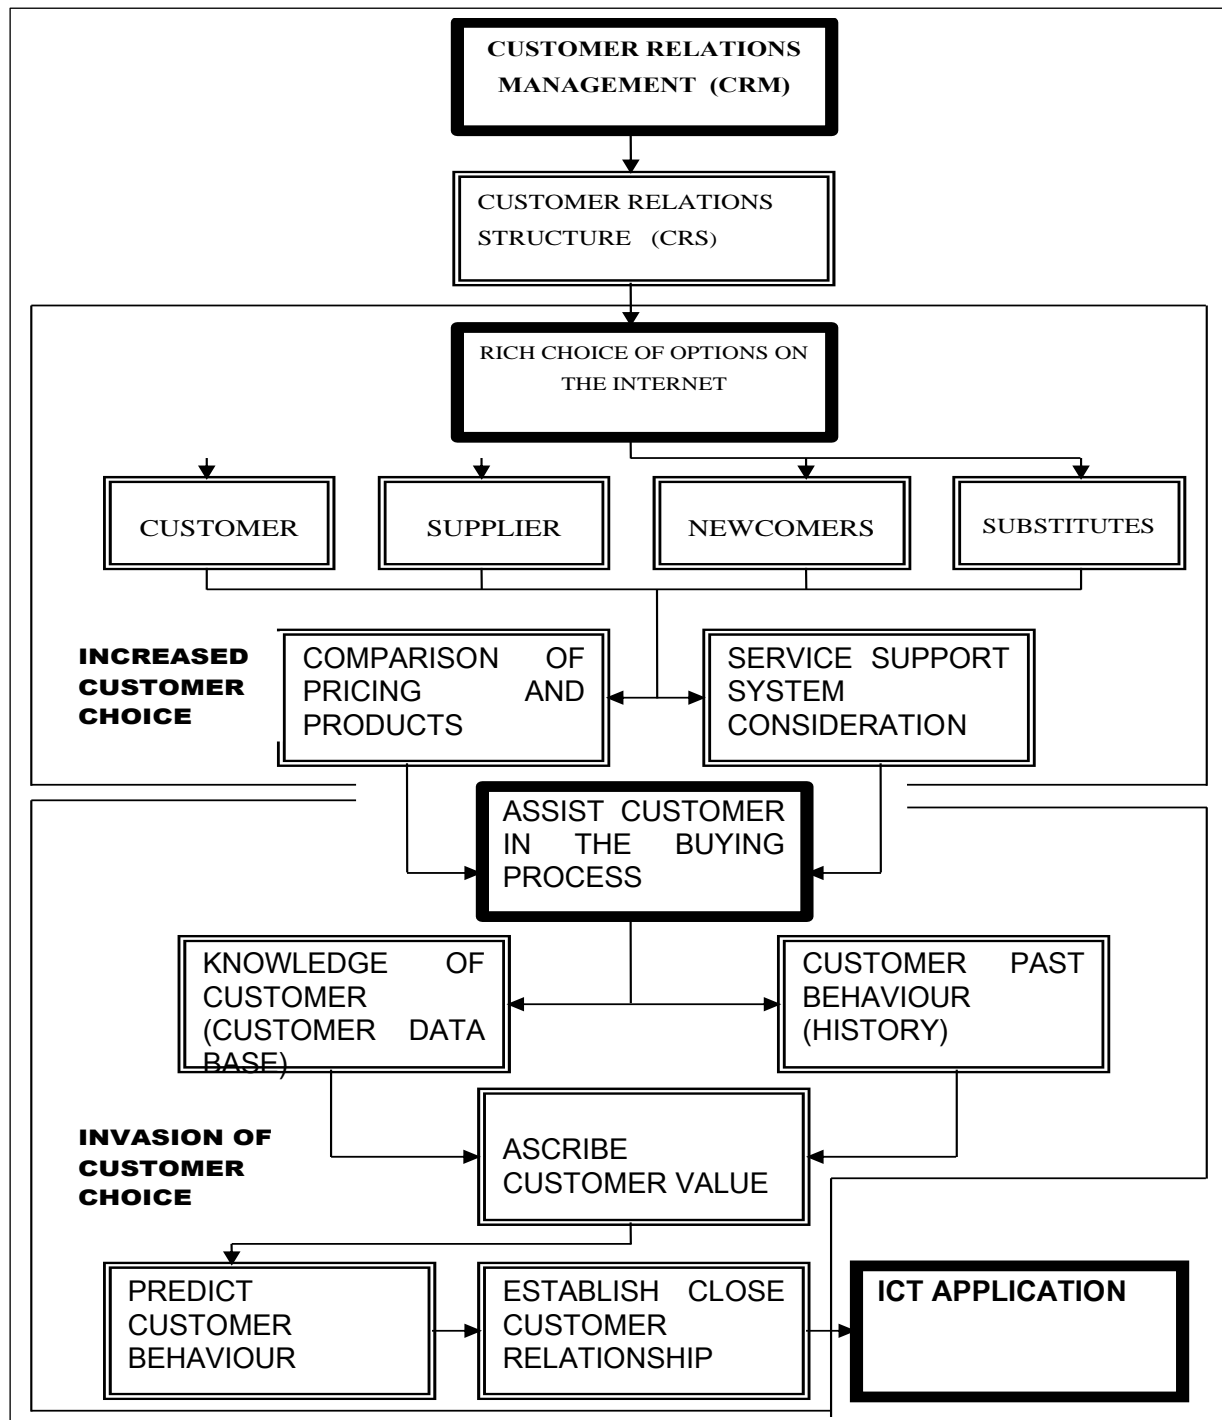 CUSTOMER RELATIONS
MANAGEMENT (CRM)
CUSTOMER RELATIONS
STRUCTURE (CRS)
RICH CHOICE OF OPTIONS ON
THE INTERNET
CUSTOMER
SUPPLIER
NEWCOMERS
SUBSTITUTES
INCREASED
CUSTOMER
CHOICE
COMPARISON OF
PRICING AND
PRODUCTS
SERVICE SUPPORT
SYSTEM
CONSIDERATION
ASSIST CUSTOMER
IN THE BUYING
PROCESS
KNOWLEDGE OF
CUSTOMER
(CUSTOMER DATA
BASE)
CUSTOMER PAST
BEHAVIOUR
(HISTORY)
INVASION OF
CUSTOMER
CHOICE
ASCRIBE
CUSTOMER VALUE
PREDICT
CUSTOMER
BEHAVIOUR
ESTABLISH CLOSE
CUSTOMER
RELATIONSHIP
ICT APPLICATION